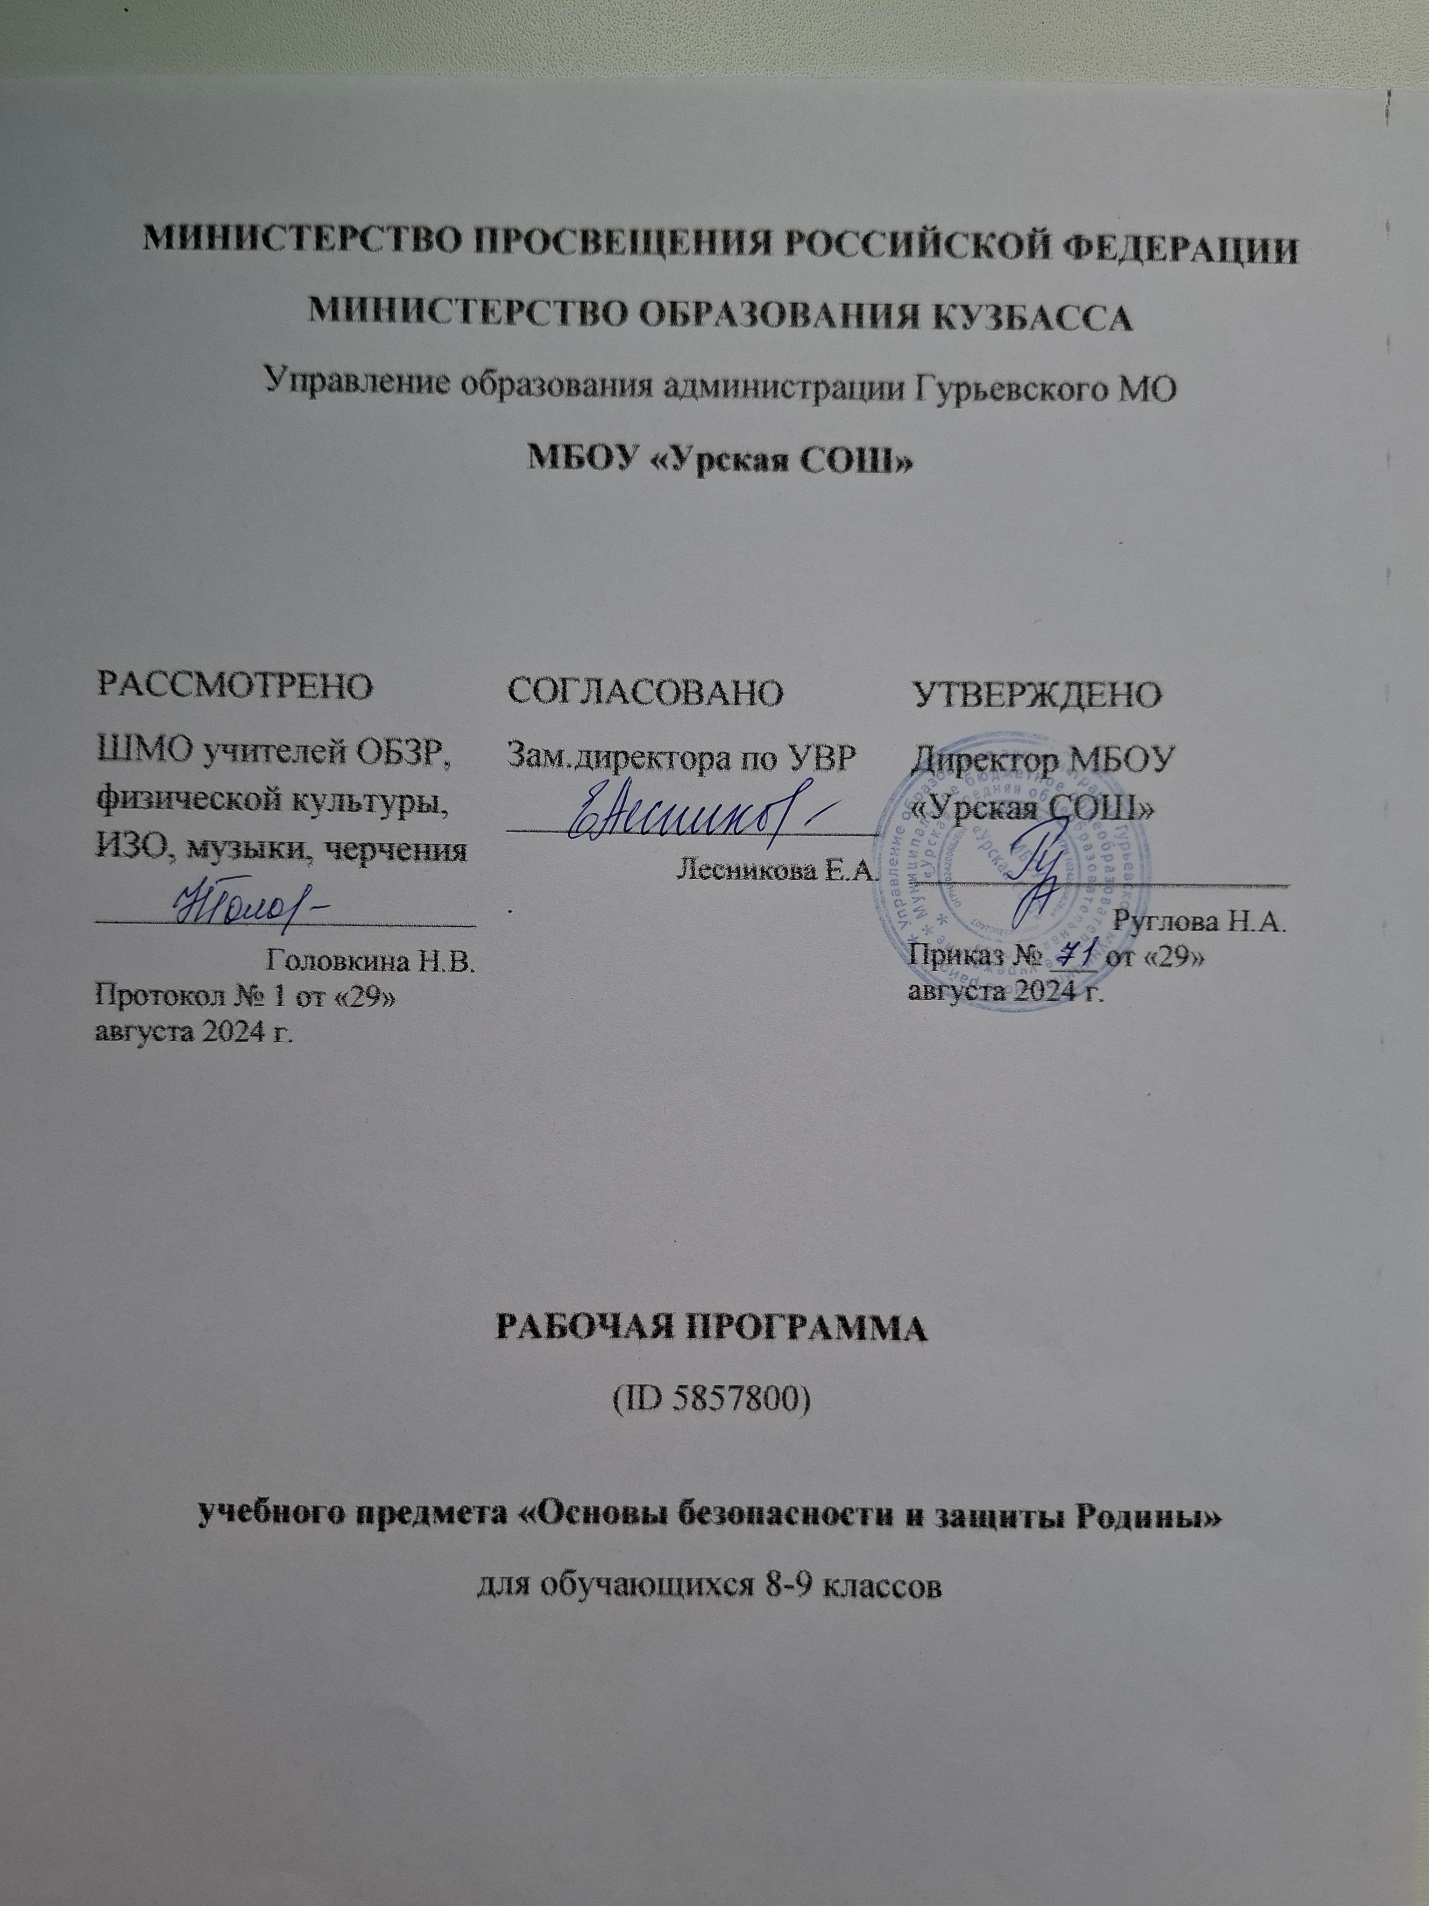 МИНИСТЕРСТВО ПРОСВЕЩЕНИЯ РОССИЙСКОЙ ФЕДЕРАЦИИ
МИНИСТЕРСТВО ОБРАЗОВАНИЯ КУЗБАССА
Управление образования администрации Гурьевского МО
МБОУ «Урская СОШ»
РАССМОТРЕНО
ШМО учителей ОБЗР,
физической культуры,
ИЗО, музыки, черчения
Головкина Н.В.
Протокол № 1 от «29»
августа 2024 г.
СОГЛАСОВАНО
Зам.директора по УВР
Лесникова Е.А.
.
УТВЕРЖДЕНО
Директор МБОУ
«Урская СОШ»
Руглова Н.А.
Приказ № 71 от «29»
августа 2024 г.
РАБОЧАЯ ПРОГРАММА
(ID 5857800)
учебного предмета «Основы безопасности и защиты Родины»
для обучающихся 8-9 классов